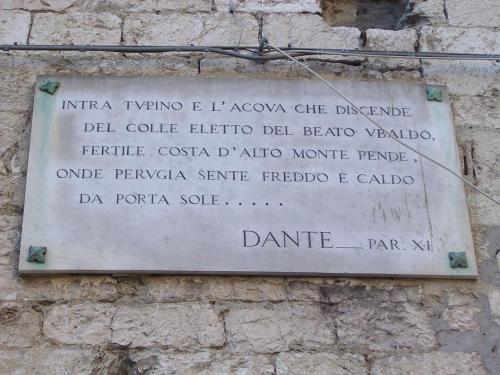 INTRA TVPINO E L'ACQVA CHE DISCENDE
DEL COLLE ELETTO DEL BEATO VBALDO,
FERTILE COSTA D'ALTO MONTE PENDE,
ONDE PERVGIA SENTE FREDDO E CALDO
DA PORTA SOLE.....
DANTE — PAR. XI